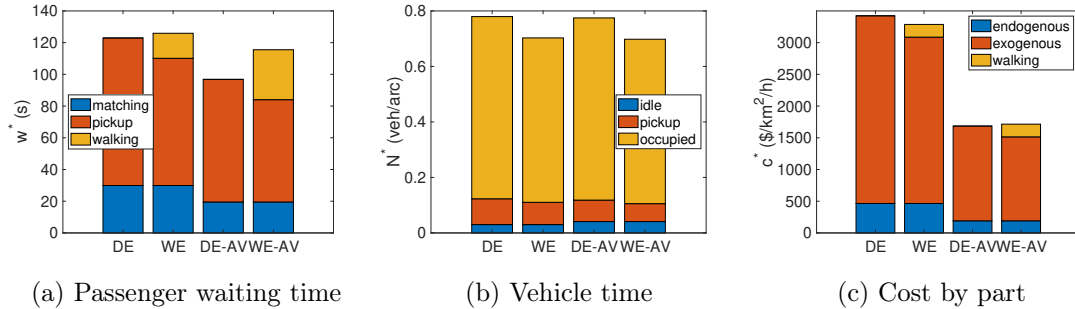 140
120
100
80
60
40
20
0
w* (s)
matching
pickup
walking
DE WE DE-AV WE-AV
(a) Passenger waiting time
0.8
0.6
0.4
0.2
0
N* (veh/arc)
idle
pickup
occupied
DE WE DE-AV WE-AV
(b) Vehicle time
3000
2500
2000
1500
1000
500
0
c* ($/km²/h)
endogenous
exogenous
walking
DE WE DE-AV WE-AV
(c) Cost by part